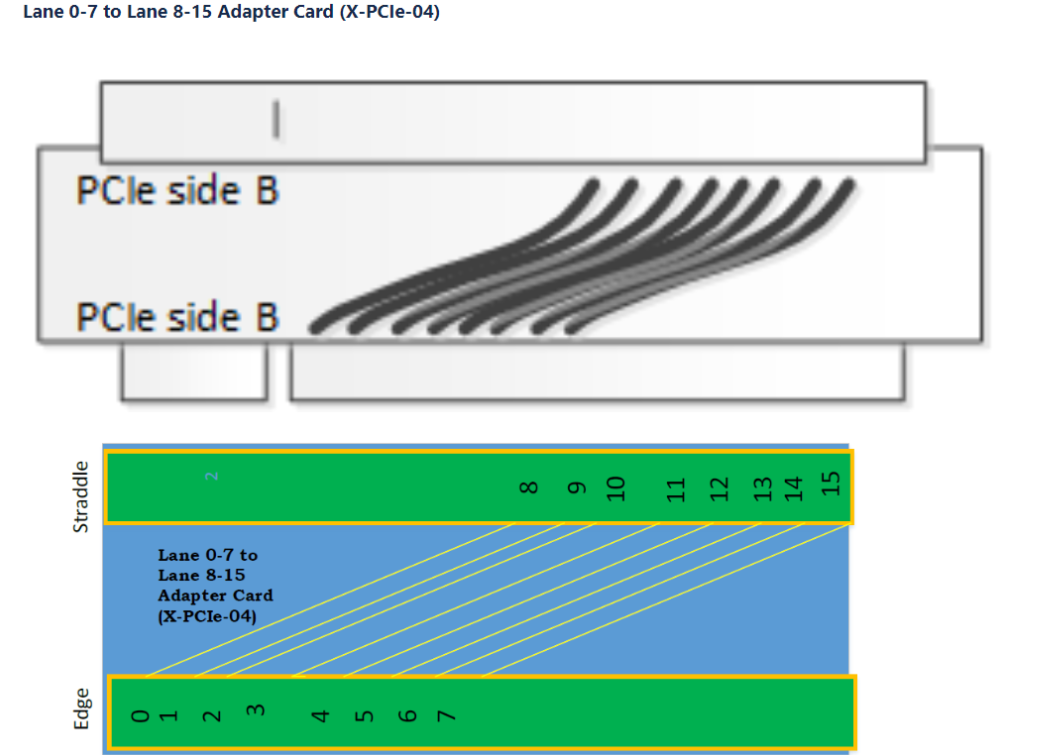 Lane 0-7 to Lane 8-15 Adapter Card (X-PCIe-04)
PCIe side B
PCIe side B
Straddle
2
8 9 10 11 12 13 14 15
Lane 0-7 to
Lane 8-15
Adapter Card
(X-PCIe-04)
Edge
0 1 2 3 4 5 6 7